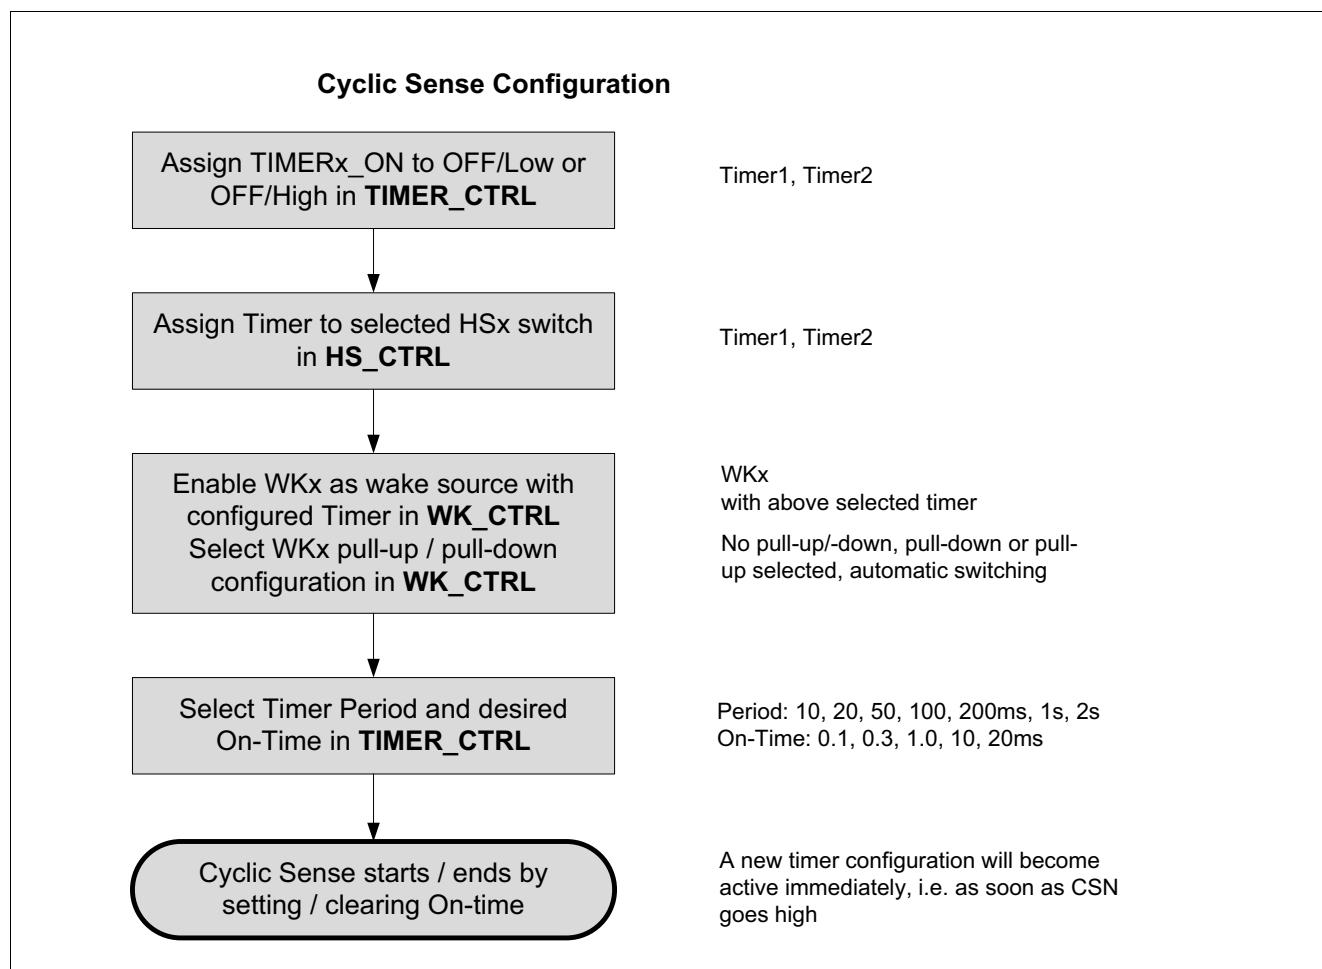 Cyclic Sense Configuration
Assign TIMERx_ON to OFF/Low or
OFF/High in TIMER_CTRL
Timer1, Timer2
Assign Timer to selected HSx switch
in HS_CTRL
Timer1, Timer2
Enable WKx as wake source with
configured Timer in WK_CTRL
Select WKx pull-up / pull-down
configuration in WK_CTRL
WKx
with above selected timer
No pull-up/-down, pull-down or pull-
up selected, automatic switching
Select Timer Period and desired
On-Time in TIMER_CTRL
Period: 10, 20, 50, 100, 200ms, 1s, 2s
On-Time: 0.1, 0.3, 1.0, 10, 20ms
Cyclic Sense starts / ends by
setting / clearing On-time
A new timer configuration will become
active immediately, i.e. as soon as CSN
goes high